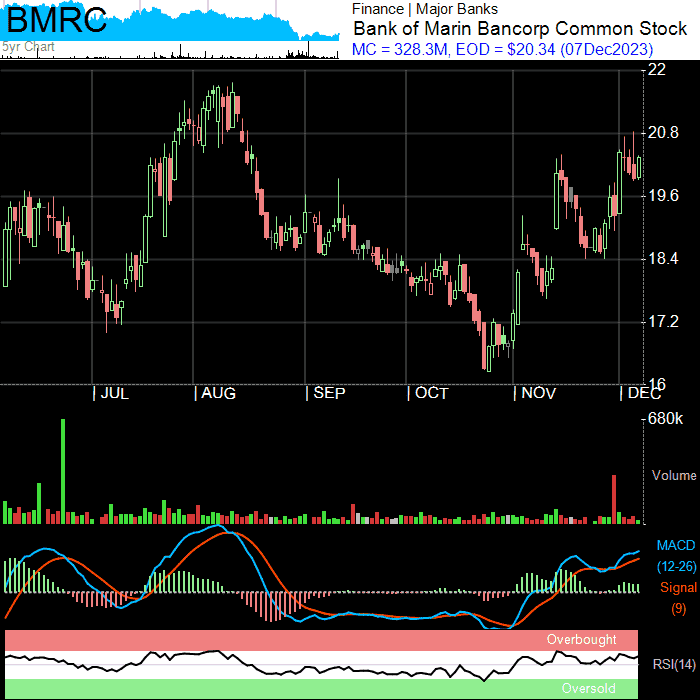 BMRC
5yr Chart
Finance | Major Banks
Bank of Marin Bancorp Common Stock
MC = 328.3M, EOD = $20.34 (07Dec2023)
22
20.8
19.6
18.4
17.2
16
| JUL | AUG | SEP | OCT | NOV | DEC
680k
Volume
MACD
(12-26)
Signal
(9)
Overbought
RSI(14)
Oversold